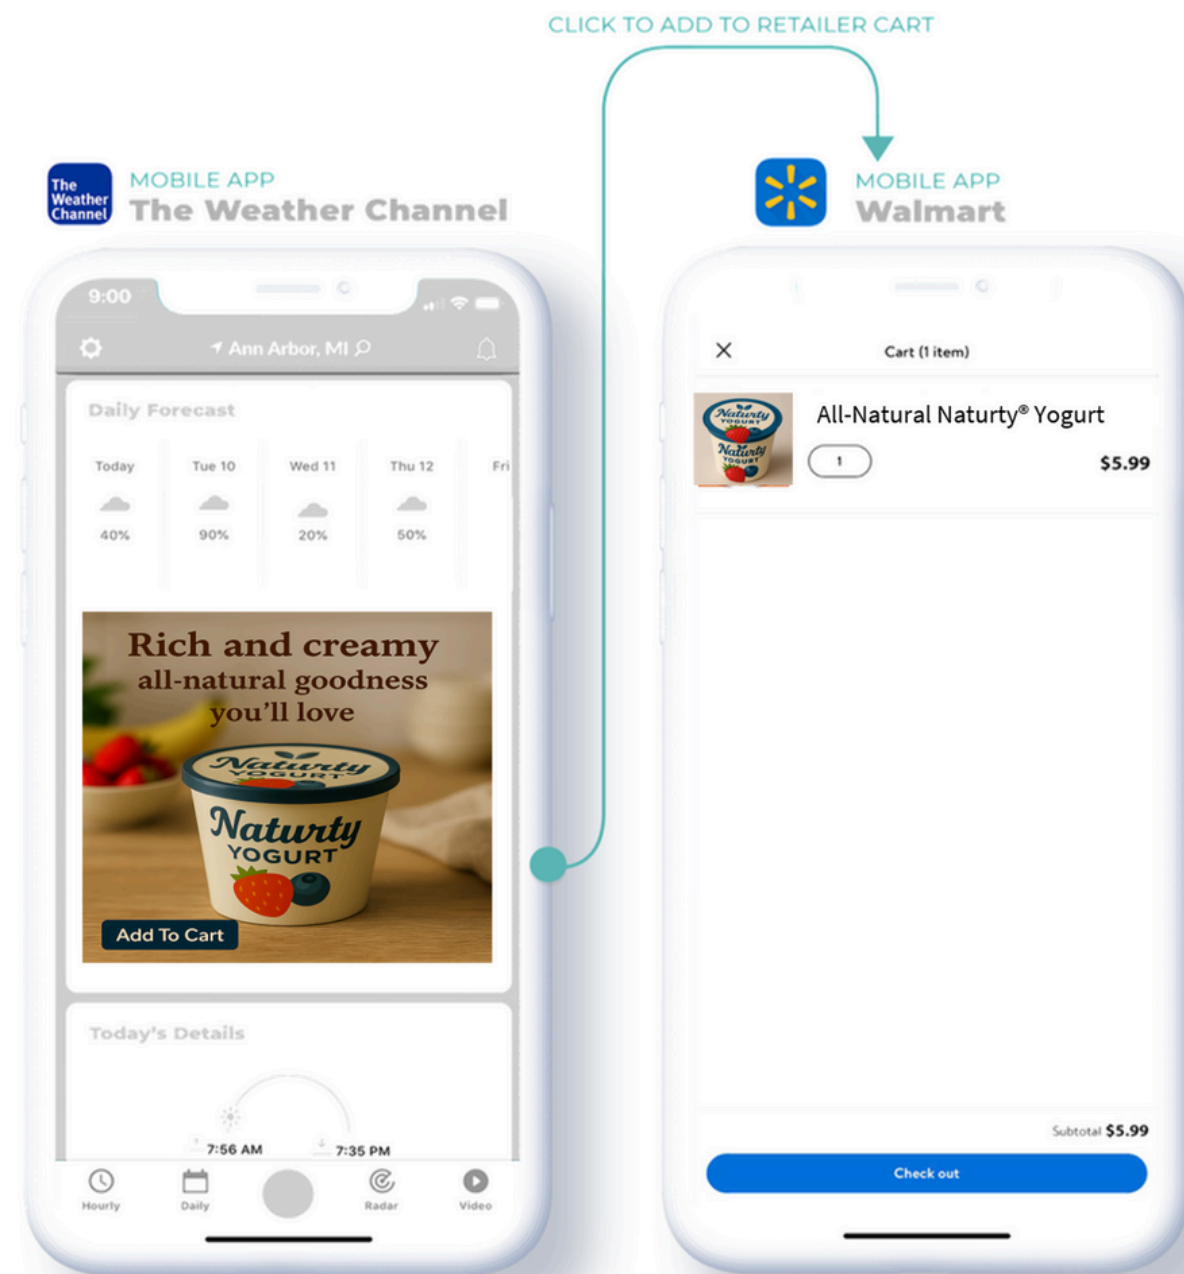 CLICK TO ADD TO RETAILER CART
The
Weather
Channel
MOBILE APP
The Weather Channel
9:00
Ann Arbor, MI
Daily Forecast
Today
Tue 10
Wed 11
Thu 12
Fri
40%
90%
20%
50%
Rich and creamy
all-natural goodness
you'll love
Naturty
YOGURT
Naturty
YOGURT
Add To Cart
Today's Details
7:56 AM
7:35 PM
Hourly
Daily
Radar
Video
MOBILE APP
Walmart
Cart (1 item)
Naturty
YOGURT
Naturty
YOGURT
All-Natural Naturty® Yogurt
1
$5.99
Subtotal $5.99
Check out